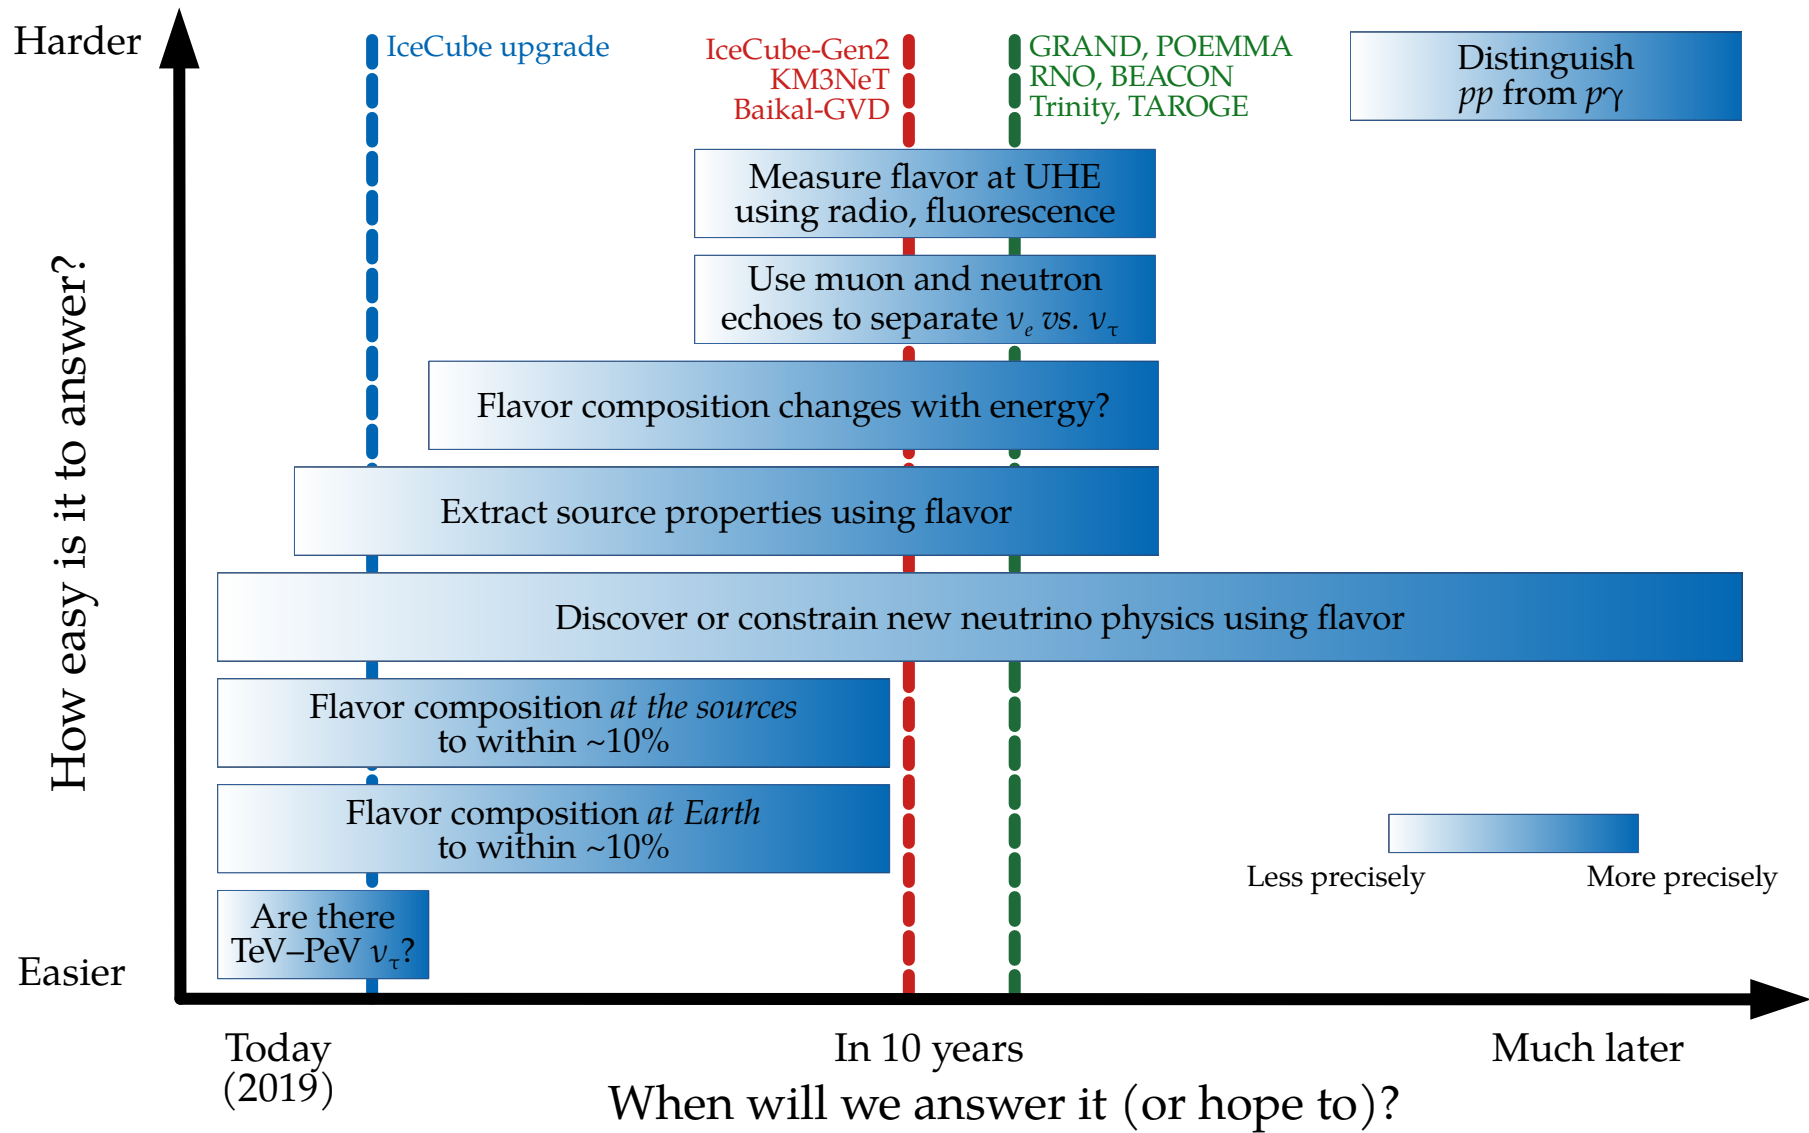 Harder
IceCube upgrade
IceCube-Gen2
KM3NeT
Baikal-GVD
GRAND, POEMMA
RNO, BEACON
Trinity, TAROGE
Distinguish
pp from pγ
Measure flavor at UHE
using radio, fluorescence
Use muon and neutron
echoes to separate νe vs. ντ
Flavor composition changes with energy?
Extract source properties using flavor
Discover or constrain new neutrino physics using flavor
Flavor composition at the sources
to within ~10%
Flavor composition at Earth
to within ~10%
Are there
TeV–PeV ντ?
Less precisely
More precisely
How easy is it to answer?
Easier
Today
(2019)
In 10 years
Much later
When will we answer it (or hope to)?